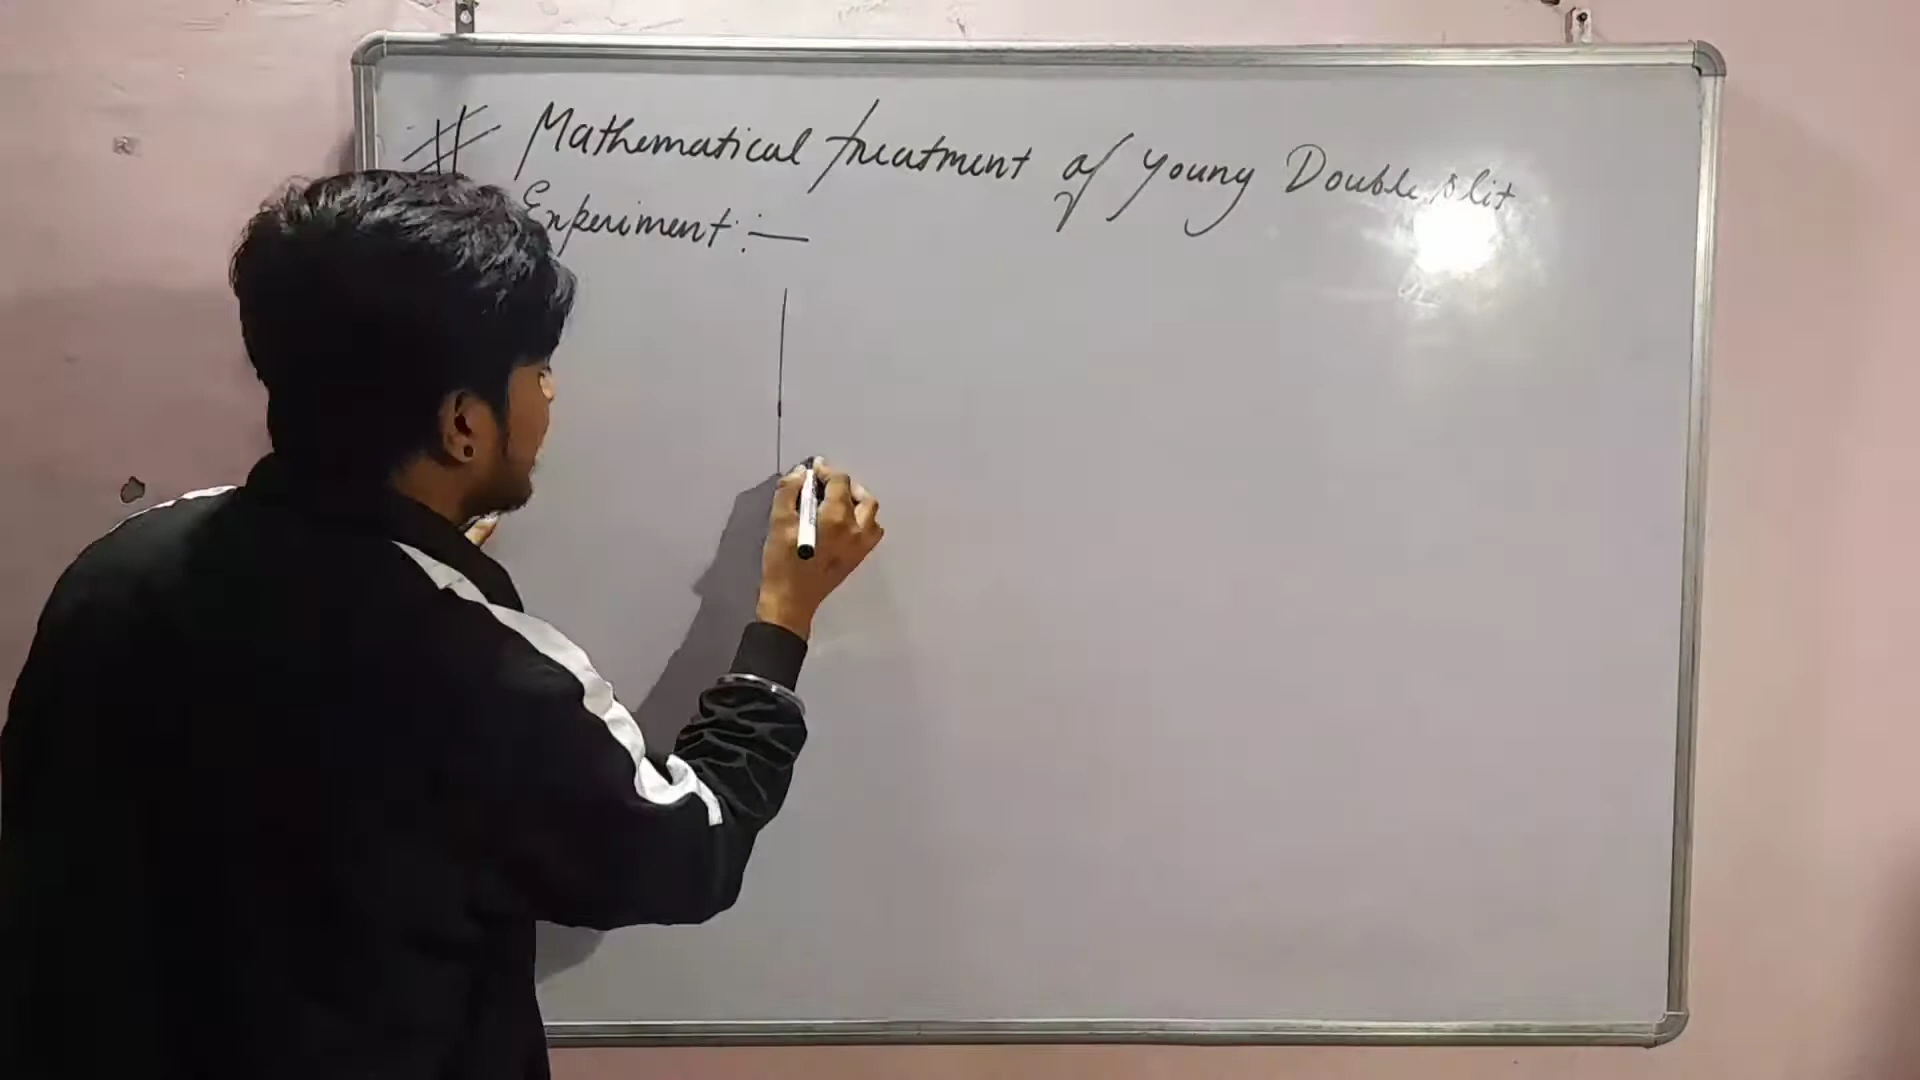 # Mathematical treatment of Young Double slit
Experiment :—